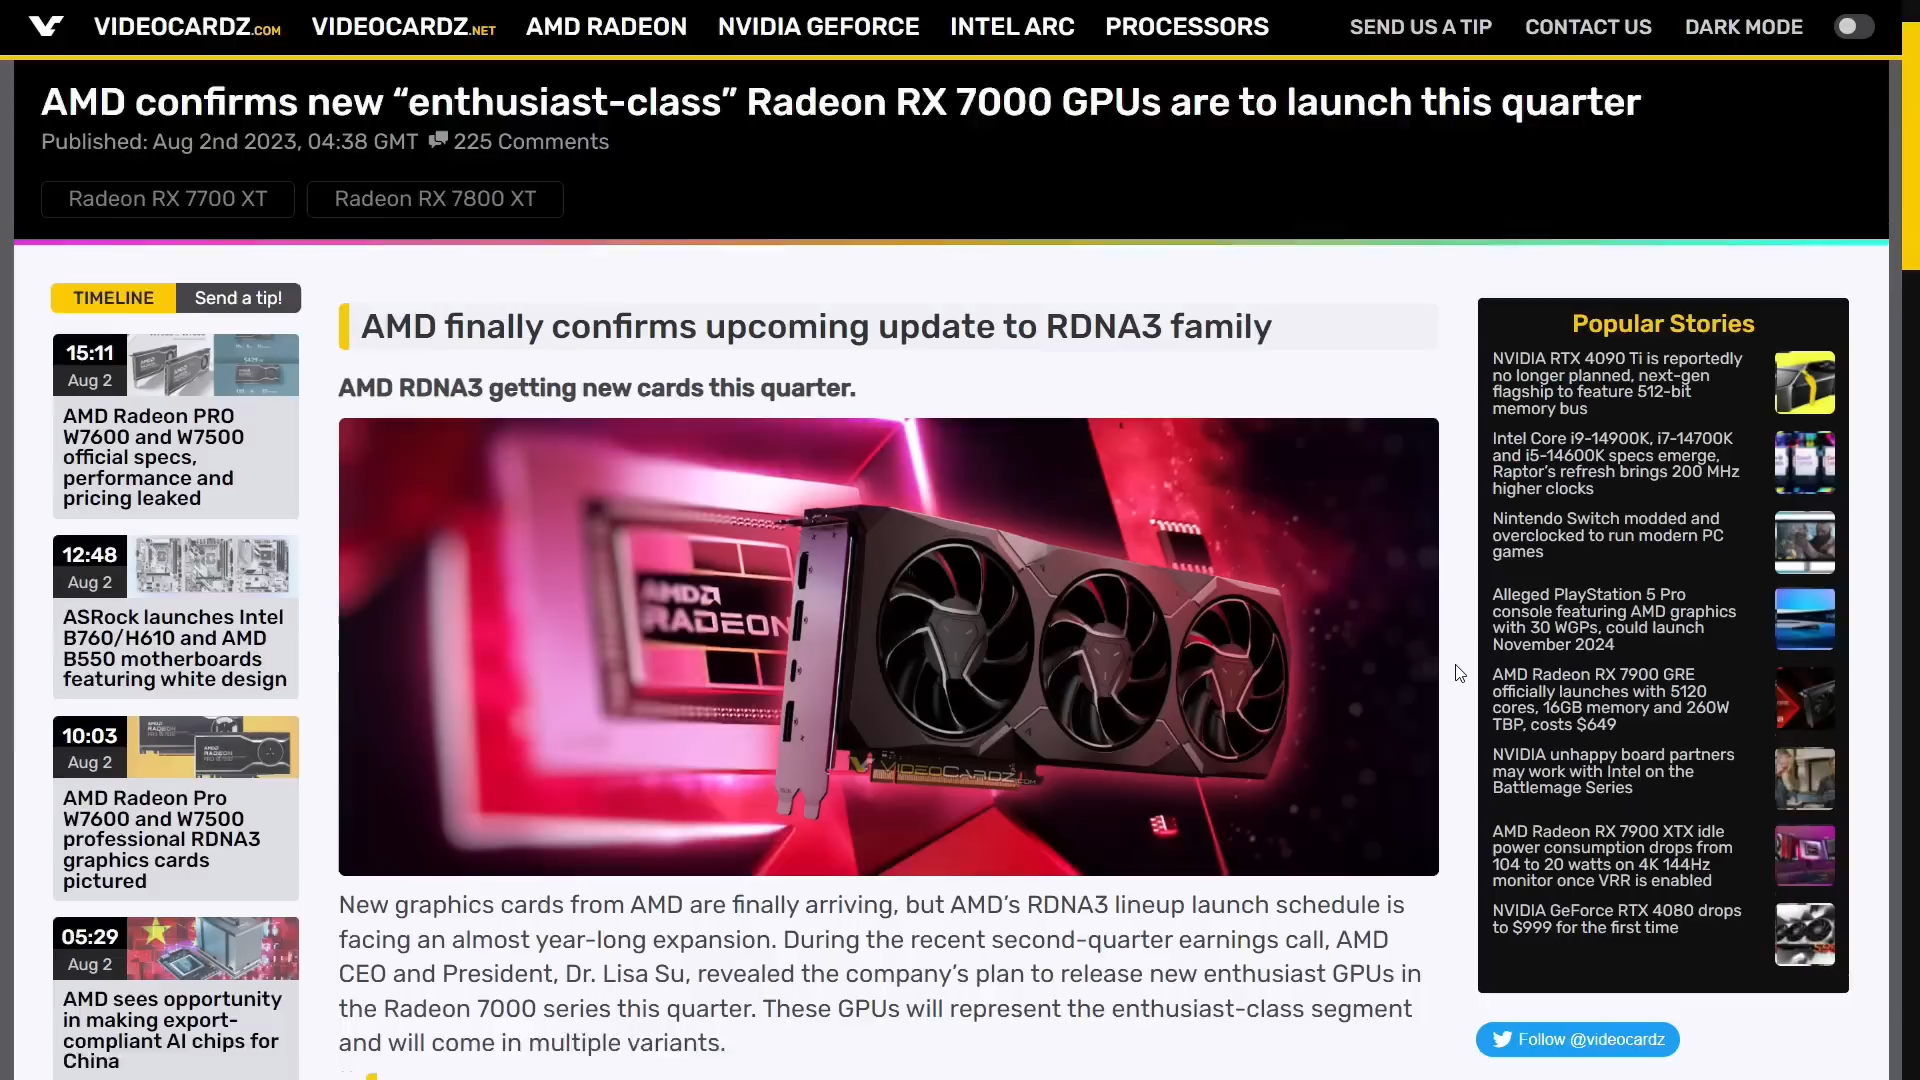 VIDEOCARDZ.COM VIDEOCARDZ.NET AMD RADEON NVIDIA GEFORCE INTEL ARC PROCESSORS SEND US A TIP CONTACT US DARK MODE
AMD confirms new “enthusiast-class” Radeon RX 7000 GPUs are to launch this quarter
Published: Aug 2nd 2023, 04:38 GMT 225 Comments
Radeon RX 7700 XT Radeon RX 7800 XT
TIMELINE Send a tip!
15:11
Aug 2
AMD Radeon PRO
W7600 and W7500
official specs,
performance and
pricing leaked
12:48
Aug 2
ASRock launches Intel
B760/H610 and AMD
B550 motherboards
featuring white design
10:03
Aug 2
AMD Radeon Pro
W7600 and W7500
professional RDNA3
graphics cards
pictured
05:29
Aug 2
AMD sees opportunity
in making export-
compliant AI chips for
China
AMD finally confirms upcoming update to RDNA3 family
AMD RDNA3 getting new cards this quarter.
AMD
RADEON
VIDEOCARDZ.COM
New graphics cards from AMD are finally arriving, but AMD’s RDNA3 lineup launch schedule is
facing an almost year-long expansion. During the recent second-quarter earnings call, AMD
CEO and President, Dr. Lisa Su, revealed the company’s plan to release new enthusiast GPUs in
the Radeon 7000 series this quarter. These GPUs will represent the enthusiast-class segment
and will come in multiple variants.
Popular Stories
NVIDIA RTX 4090 Ti is reportedly
no longer planned, next-gen
flagship to feature 512-bit
memory bus
Intel Core i9-14900K, i7-14700K
and i5-14600K specs emerge,
Raptor’s refresh brings 200 MHz
higher clocks
Nintendo Switch modded and
overclocked to run modern PC
games
Alleged PlayStation 5 Pro
console featuring AMD graphics
with 30 WGPs, could launch
November 2024
AMD Radeon RX 7900 GRE
officially launches with 5120
cores, 16GB memory and 260W
TBP, costs $649
NVIDIA unhappy board partners
may work with Intel on the
Battlemage Series
AMD Radeon RX 7900 XTX idle
power consumption drops from
104 to 20 watts on 4K 144Hz
monitor once VRR is enabled
NVIDIA GeForce RTX 4080 drops
to $999 for the first time
Follow @videocardz